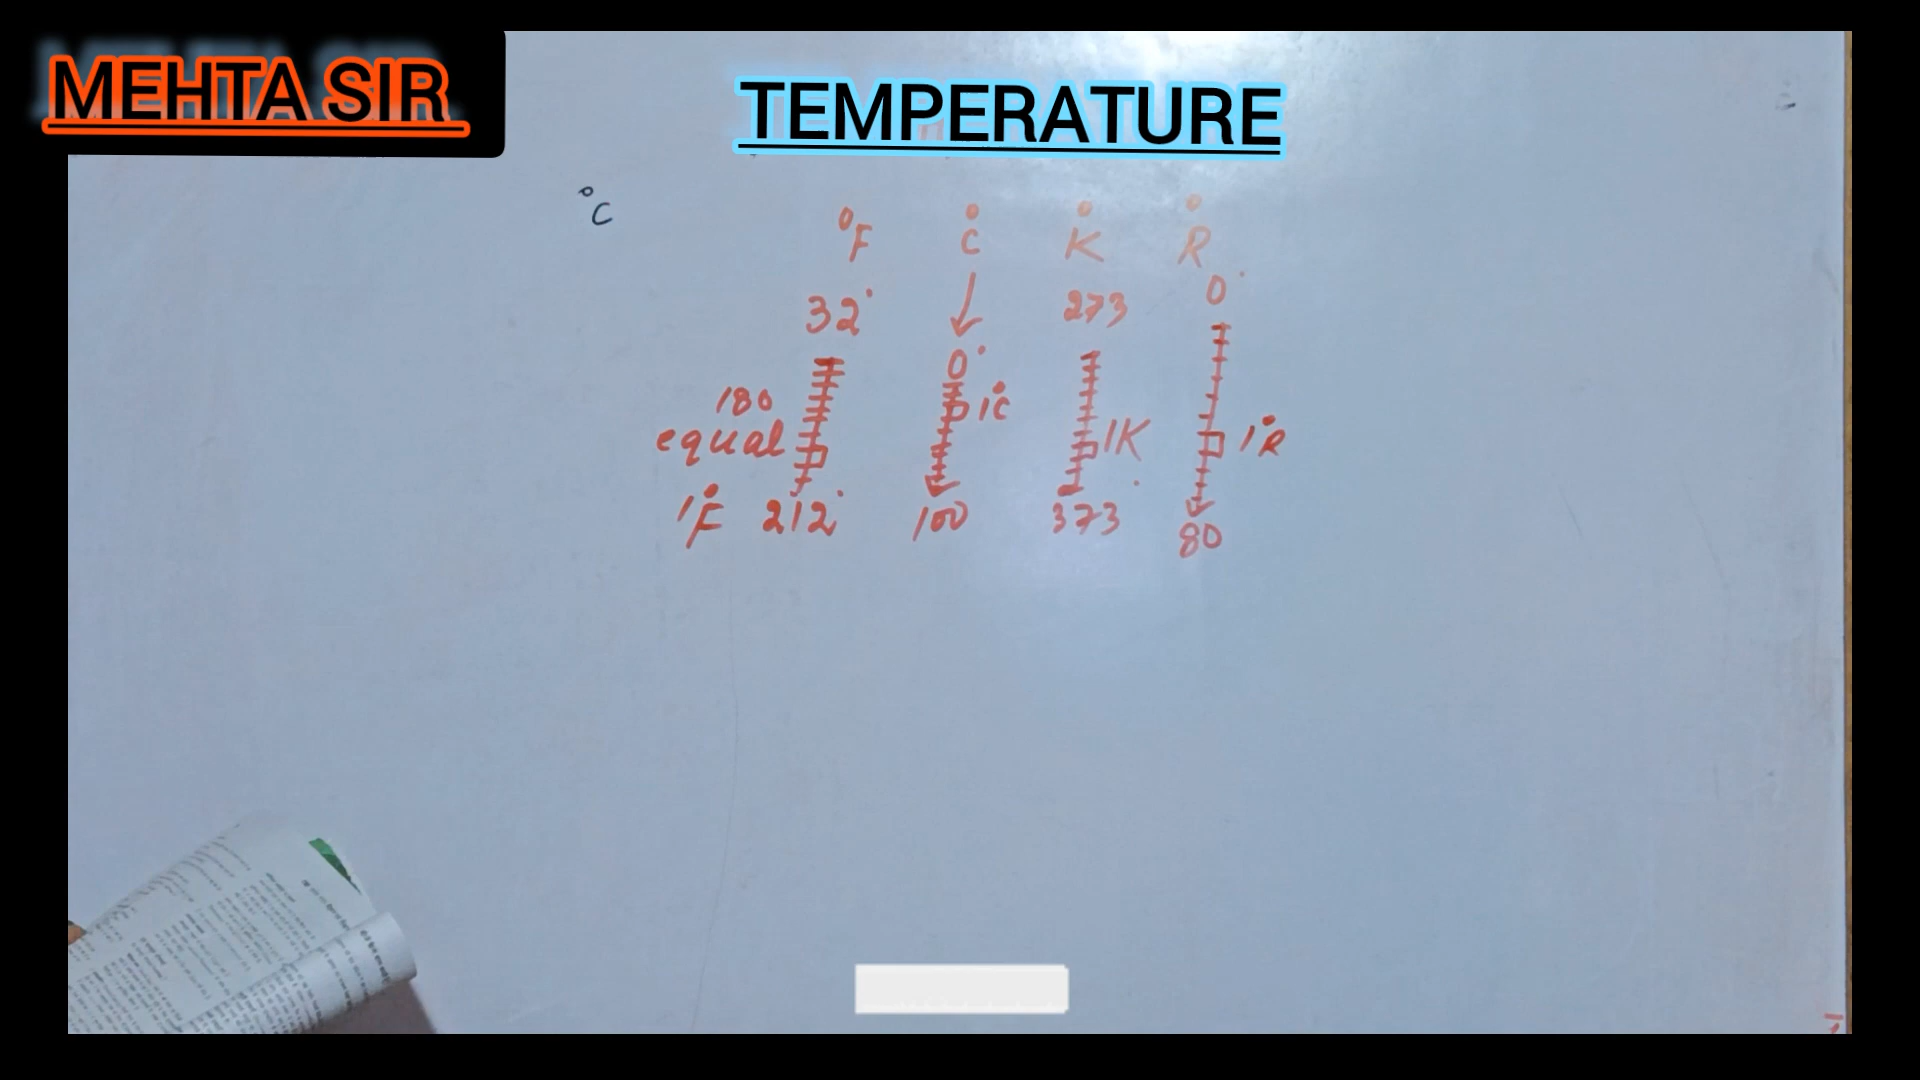 MEHTA SIR
TEMPERATURE
°C
°F °C °K °R
32° 0° 273 0°
180 equal
1°F 1°C 1K 1°R
212° 100 373° 80